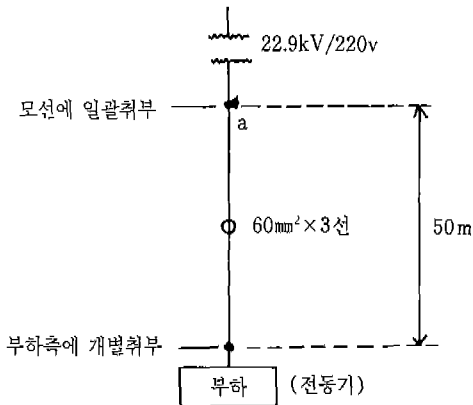 22.9kV/220v
모선에 일괄취부
a
60㎟×3선
50m
부하측에 개별취부
부하 (전동기)